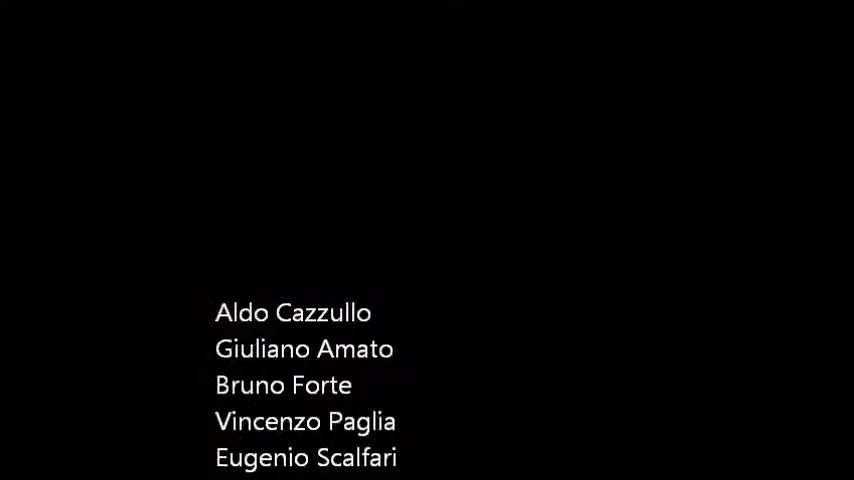 Aldo Cazzullo
Giuliano Amato
Bruno Forte
Vincenzo Paglia
Eugenio Scalfari